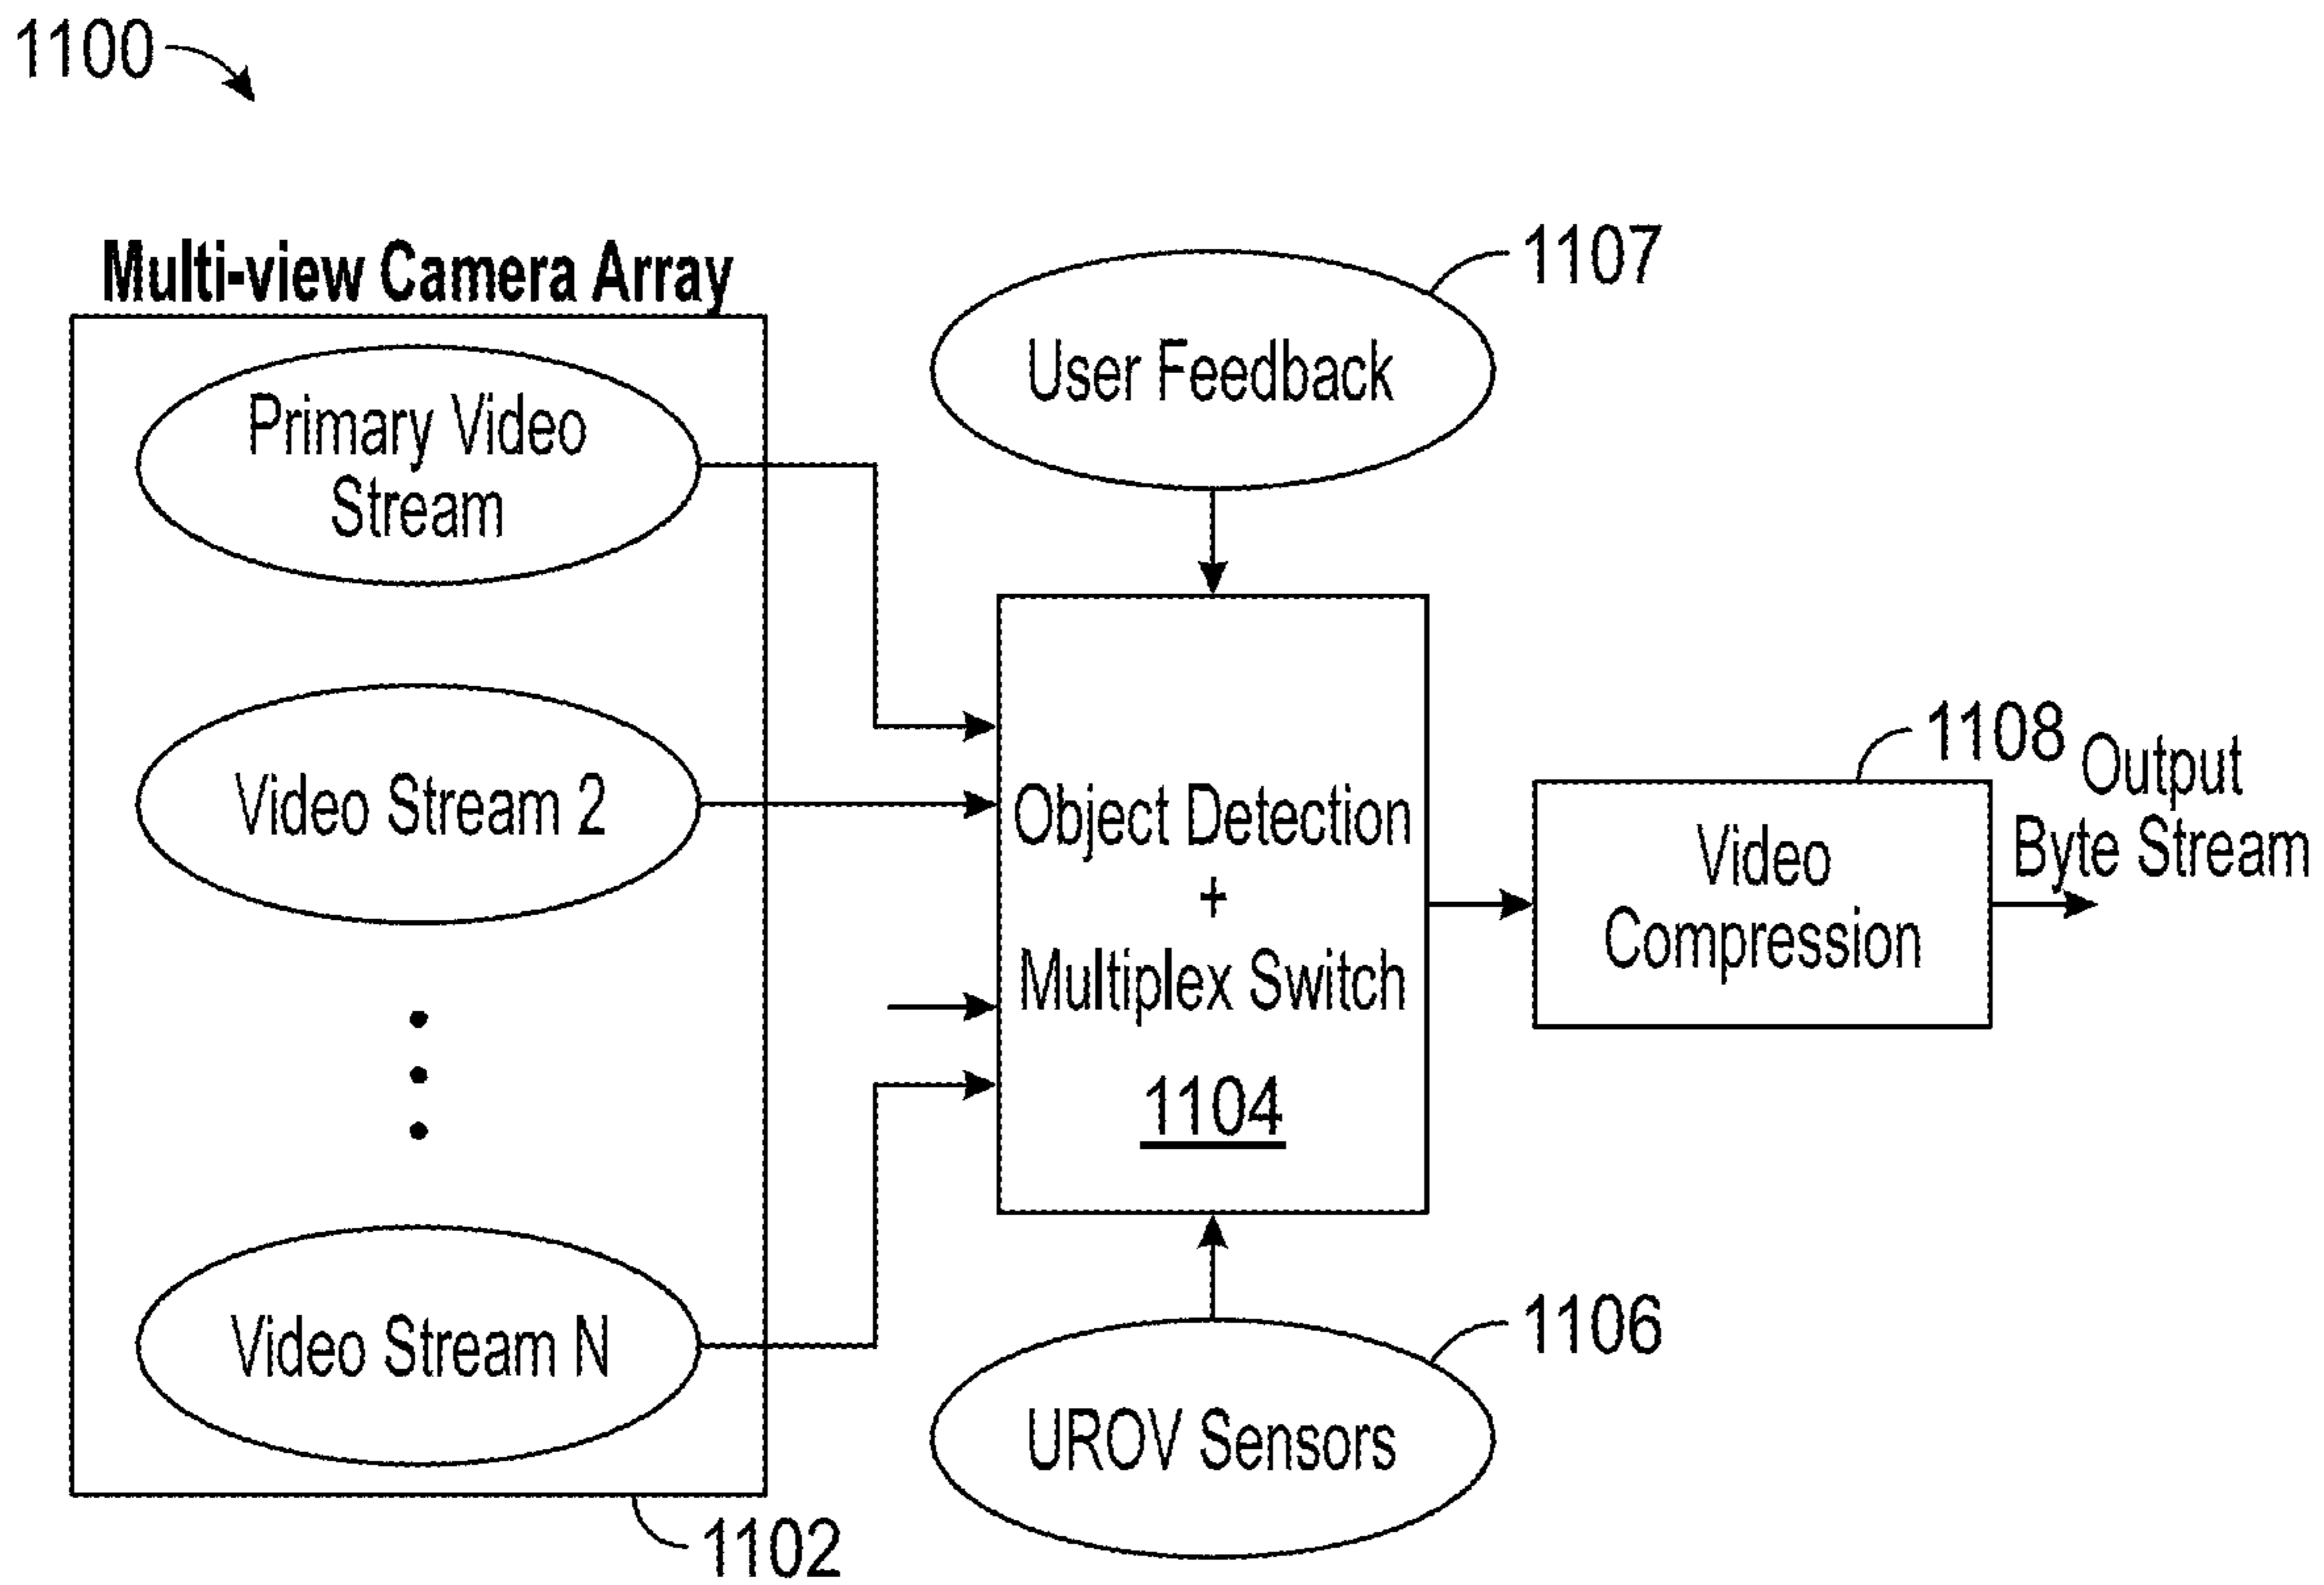 1100
Multi-view Camera Array
Primary Video
Stream
Video Stream 2
Video Stream N
1102
User Feedback
1107
Object Detection
+
Multiplex Switch
1104
UROV Sensors
1106
1108
Video
Compression
Output
Byte Stream